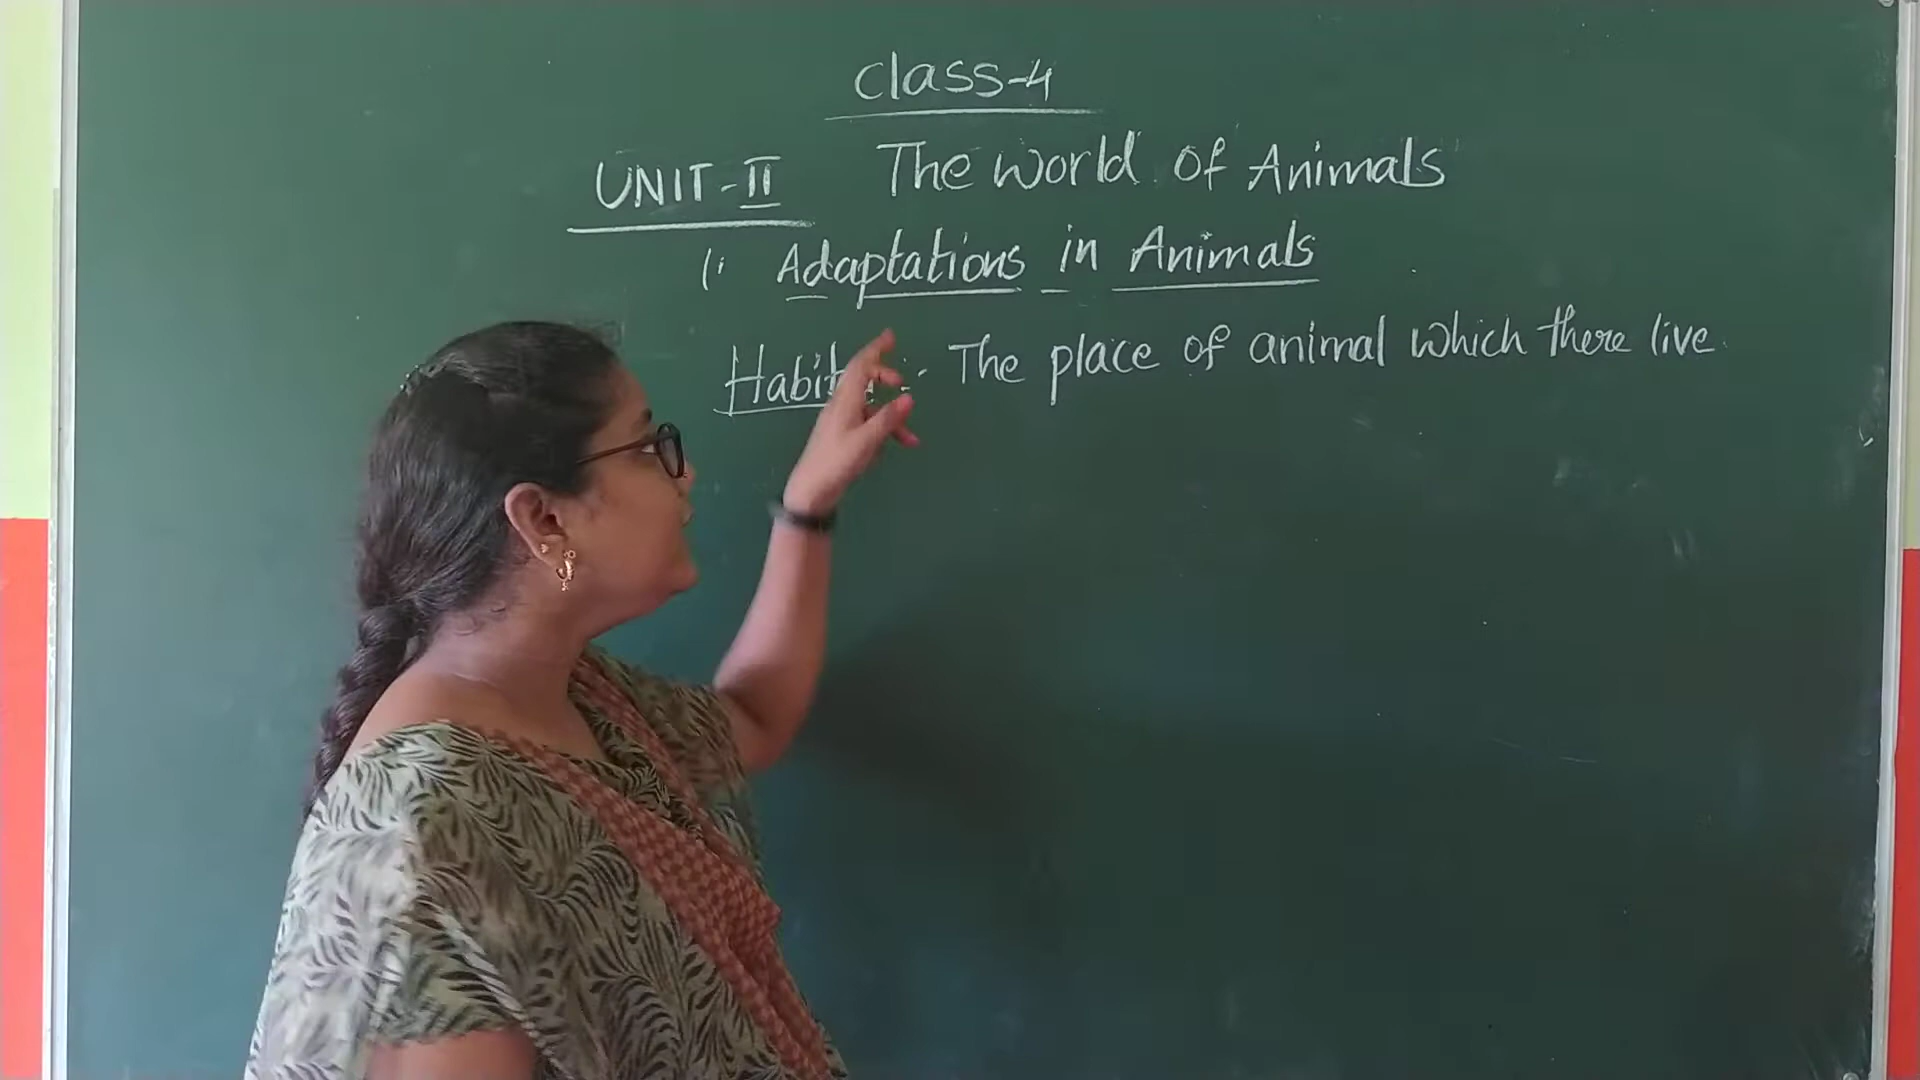 Class-4
UNIT-II The World of Animals
1. Adaptations in Animals
:- The place of animal which there live.